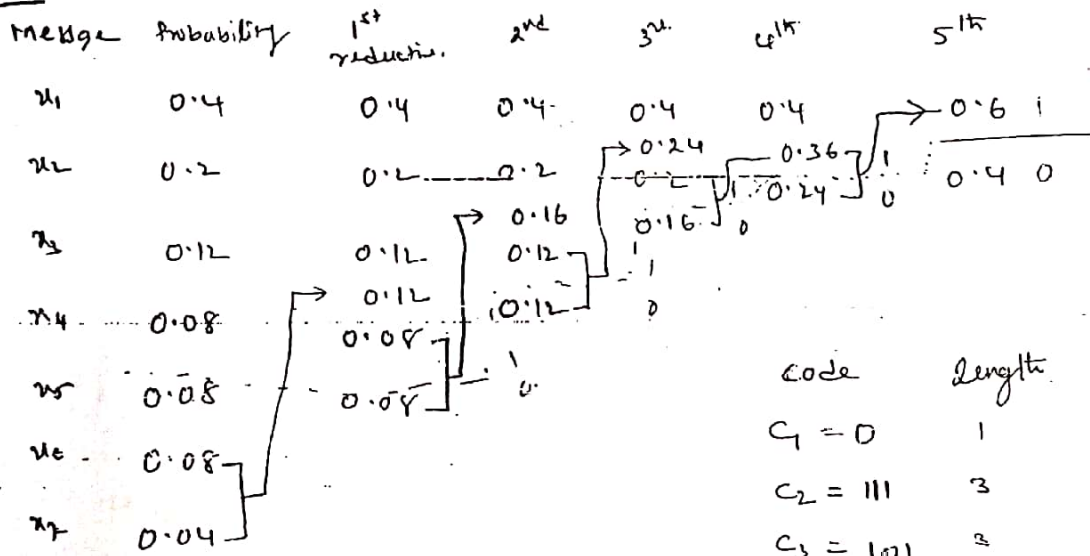 Message Probability 1st reduction. 2nd 3rd. 4th 5th
x1 0.4 0.4 0.4 0.4 0.4 0.6 1
x2 0.2 0.2 0.2 0.24 0.36 1 0.4 0
0.2 1 0.24 0
0.16 0.16 0
x3 0.12 0.12 0.12 1
x4 0.08 0.12 0.12 0
0.08 1
x5 0.08 0.08 0.
x6 0.08
x7 0.04
code length
C1 = 0 1
C2 = 111 3
C3 = 101 3